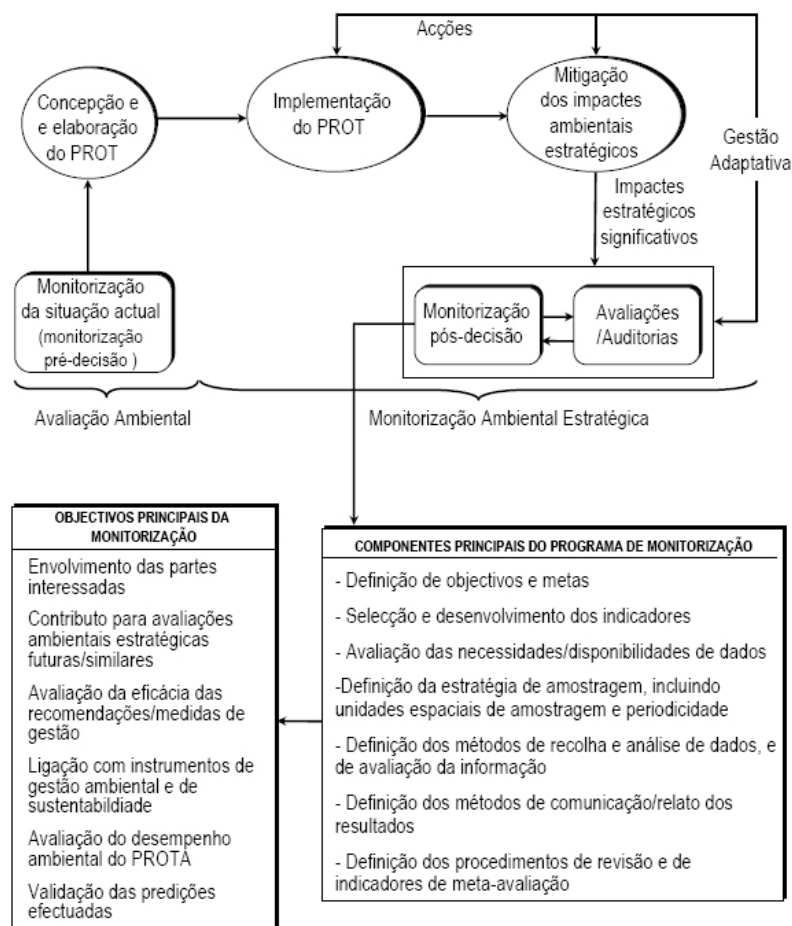 Acções
Concepção e
e elaboração
do PROT
Implementação
do PROT
Mitigação
dos impactes
ambientais
estratégicos
Gestão
Adaptativa
Impactes
estratégicos
significativos
Monitorização
da situação actual
(monitorização
pré-decisão )
Monitorização
pós-decisão
Avaliações
/Auditorias
Avaliação Ambiental
Monitorização Ambiental Estratégica
OBJECTIVOS PRINCIPAIS DA
MONITORIZAÇÃO
Envolvimento das partes
interessadas
Contributo para avaliações
ambientais estratégicas
futuras/similares
Avaliação da eficácia das
recomendações/medidas de
gestão
Ligação com instrumentos de
gestão ambiental e de
sustentabildiade
Avaliação do desempenho
ambiental do PROTA
Validação das predições
efectuadas
COMPONENTES PRINCIPAIS DO PROGRAMA DE MONITORIZAÇÃO
- Definição de objectivos e metas
- Selecção e desenvolvimento dos indicadores
- Avaliação das necessidades/disponibilidades de dados
-Definição da estratégia de amostragem, incluindo
unidades espaciais de amostragem e periodicidade
- Definição dos métodos de recolha e análise de dados, e
de avaliação da informação
- Definição dos métodos de comunicação/relato dos
resultados
- Definição dos procedimentos de revisão e de
indicadores de meta-avaliação